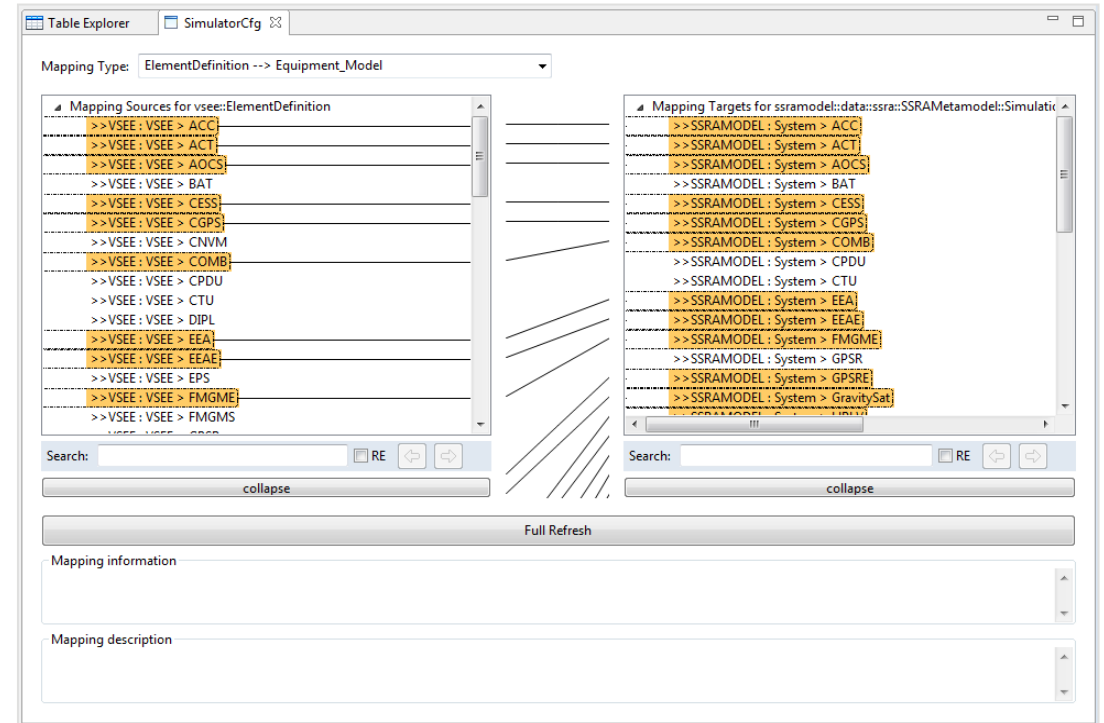 Table Explorer
SimulatorCfg
Mapping Type: ElementDefinition --> Equipment_Model
Mapping Sources for vsee::ElementDefinition
>>VSEE : VSEE > ACC
>>VSEE : VSEE > ACT
>>VSEE : VSEE > AOCS
>>VSEE : VSEE > BAT
>>VSEE : VSEE > CESS
>>VSEE : VSEE > CGPS
>>VSEE : VSEE > CNVM
>>VSEE : VSEE > COMB
>>VSEE : VSEE > CPDU
>>VSEE : VSEE > CTU
>>VSEE : VSEE > DIPL
>>VSEE : VSEE > EEA
>>VSEE : VSEE > EEAE
>>VSEE : VSEE > EPS
>>VSEE : VSEE > FMGME
>>VSEE : VSEE > FMGMS
Search:
RE
collapse
Mapping Targets for ssramodel::data::ssra::SSRAMetamodel::Simulatic
>>SSRAMODEL : System > ACC
>>SSRAMODEL : System > ACT
>>SSRAMODEL : System > AOCS
>>SSRAMODEL : System > BAT
>>SSRAMODEL : System > CESS
>>SSRAMODEL : System > CGPS
>>SSRAMODEL : System > COMB
>>SSRAMODEL : System > CPDU
>>SSRAMODEL : System > CTU
>>SSRAMODEL : System > EEA
>>SSRAMODEL : System > EEAE
>>SSRAMODEL : System > FMGME
>>SSRAMODEL : System > GPSR
>>SSRAMODEL : System > GPSRE
>>SSRAMODEL : System > GravitySat
Search:
RE
collapse
Full Refresh
Mapping information
Mapping description